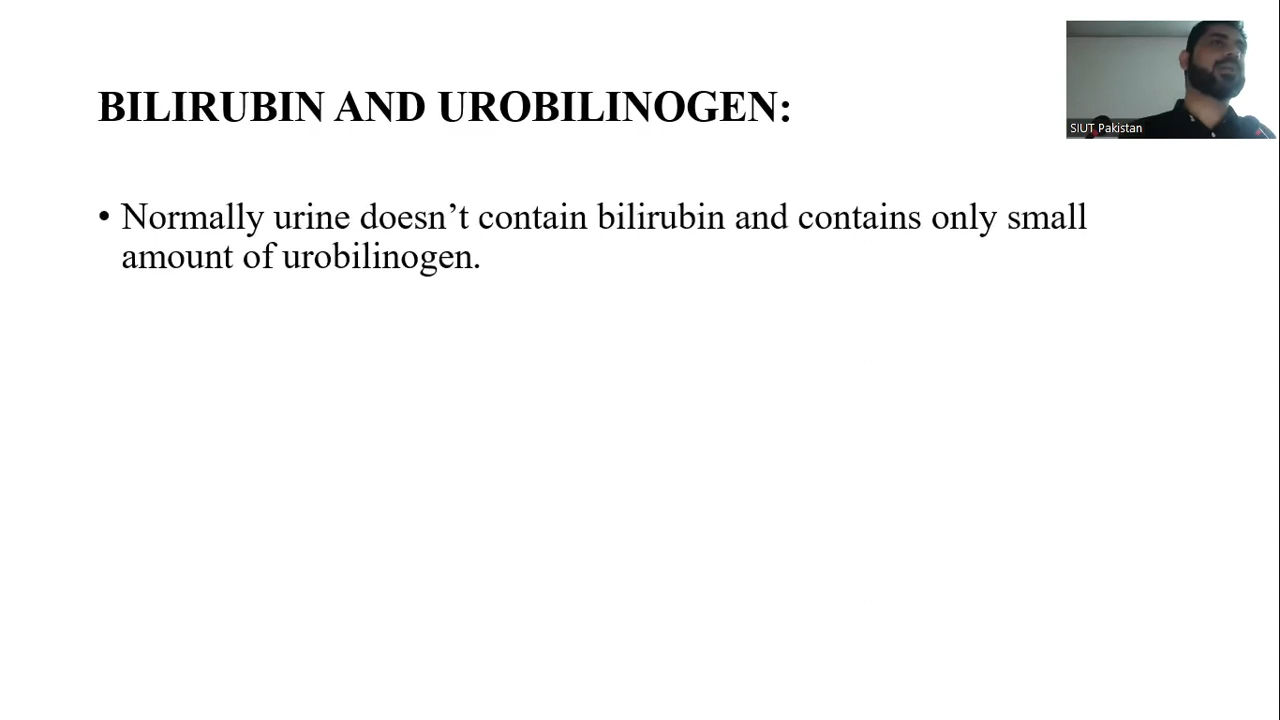 BILIRUBIN AND UROBILINOGEN:
SIUT Pakistan
• Normally urine doesn’t contain bilirubin and contains only small
amount of urobilinogen.